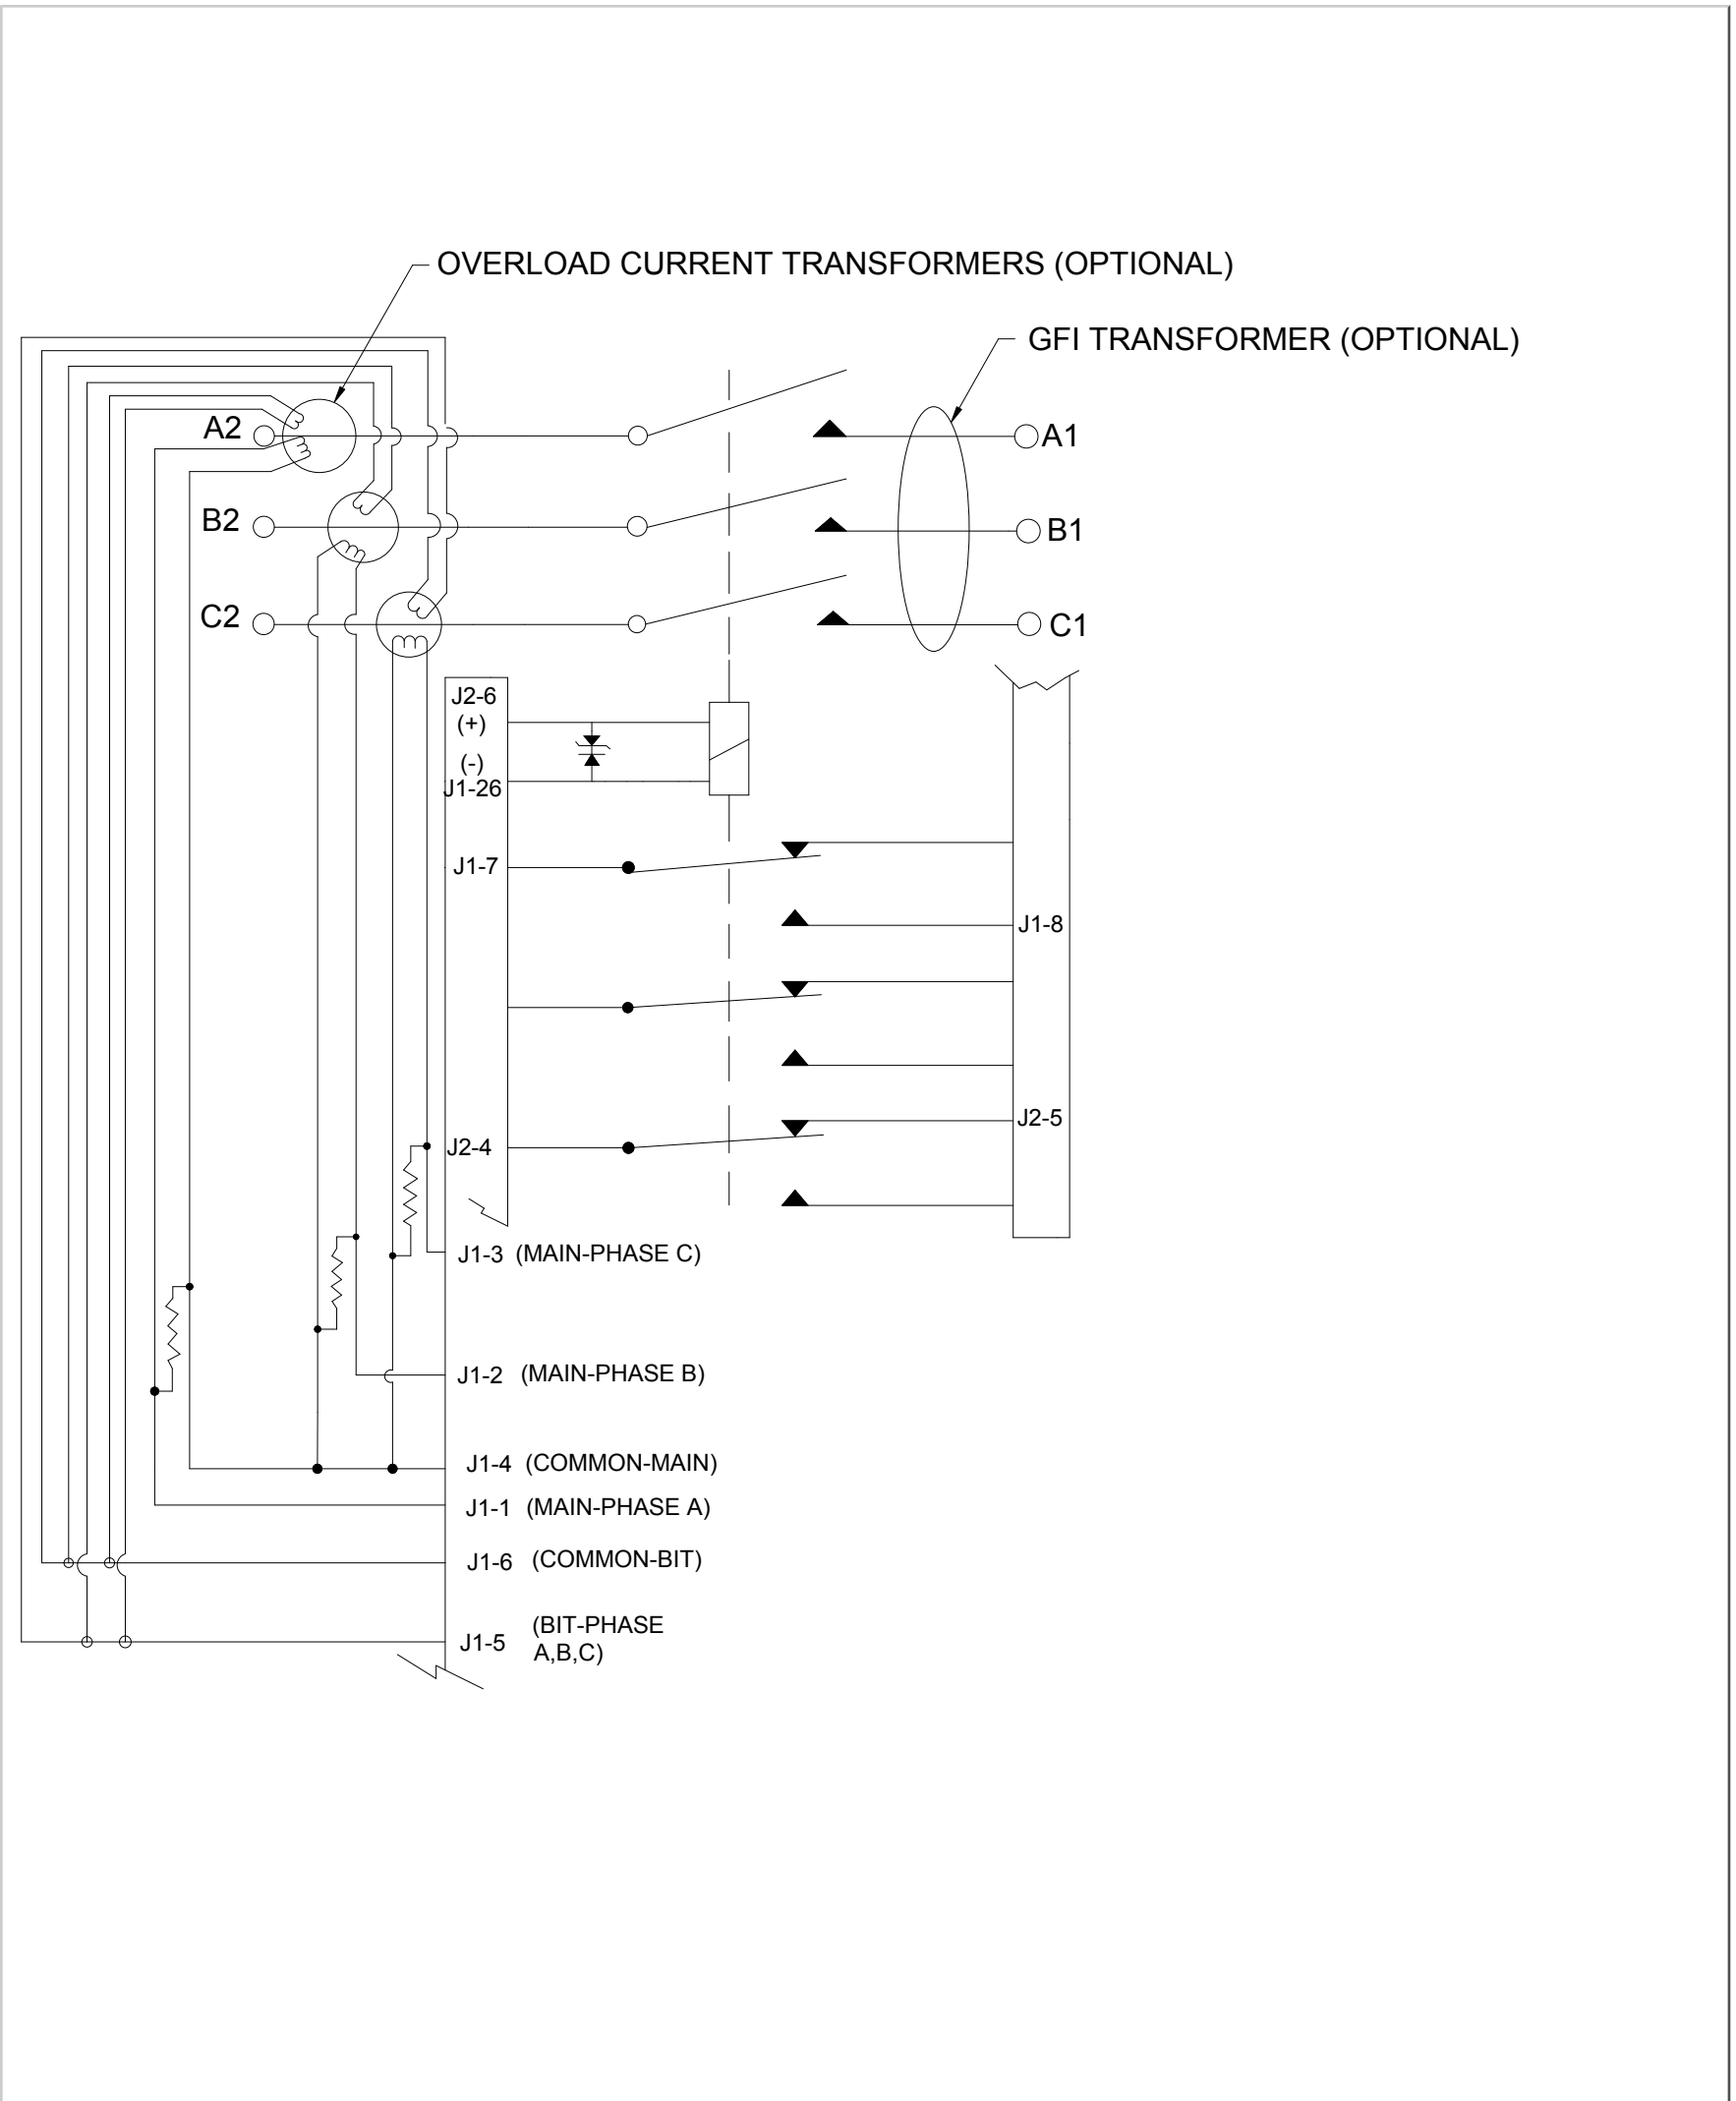 OVERLOAD CURRENT TRANSFORMERS (OPTIONAL)
GFI TRANSFORMER (OPTIONAL)
A2
A1
B2
B1
C2
C1
J2-6
(+)
(-)
J1-26
J1-7
J1-8
J2-5
J2-4
J1-3 (MAIN-PHASE C)
J1-2 (MAIN-PHASE B)
J1-4 (COMMON-MAIN)
J1-1 (MAIN-PHASE A)
J1-6 (COMMON-BIT)
J1-5 (BIT-PHASE
A,B,C)